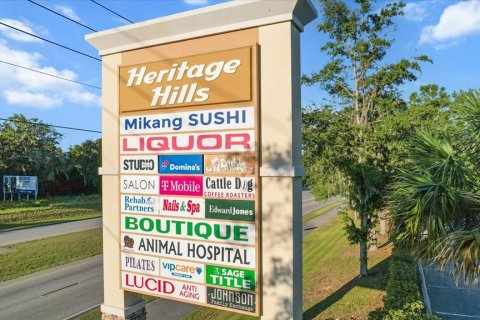 Heritage
Hills
Mikang SUSHI
LIQUOR
STUDIO Domino's
SALON T Mobile Cattle Dog
COFFEE ROASTERS
Rehab & Partners Nails & Spa Edward Jones
BOUTIQUE
ANIMAL HOSPITAL
PILATES vipcare SAGE
TITLE
LUCID ANTI
AGING JOHNSON